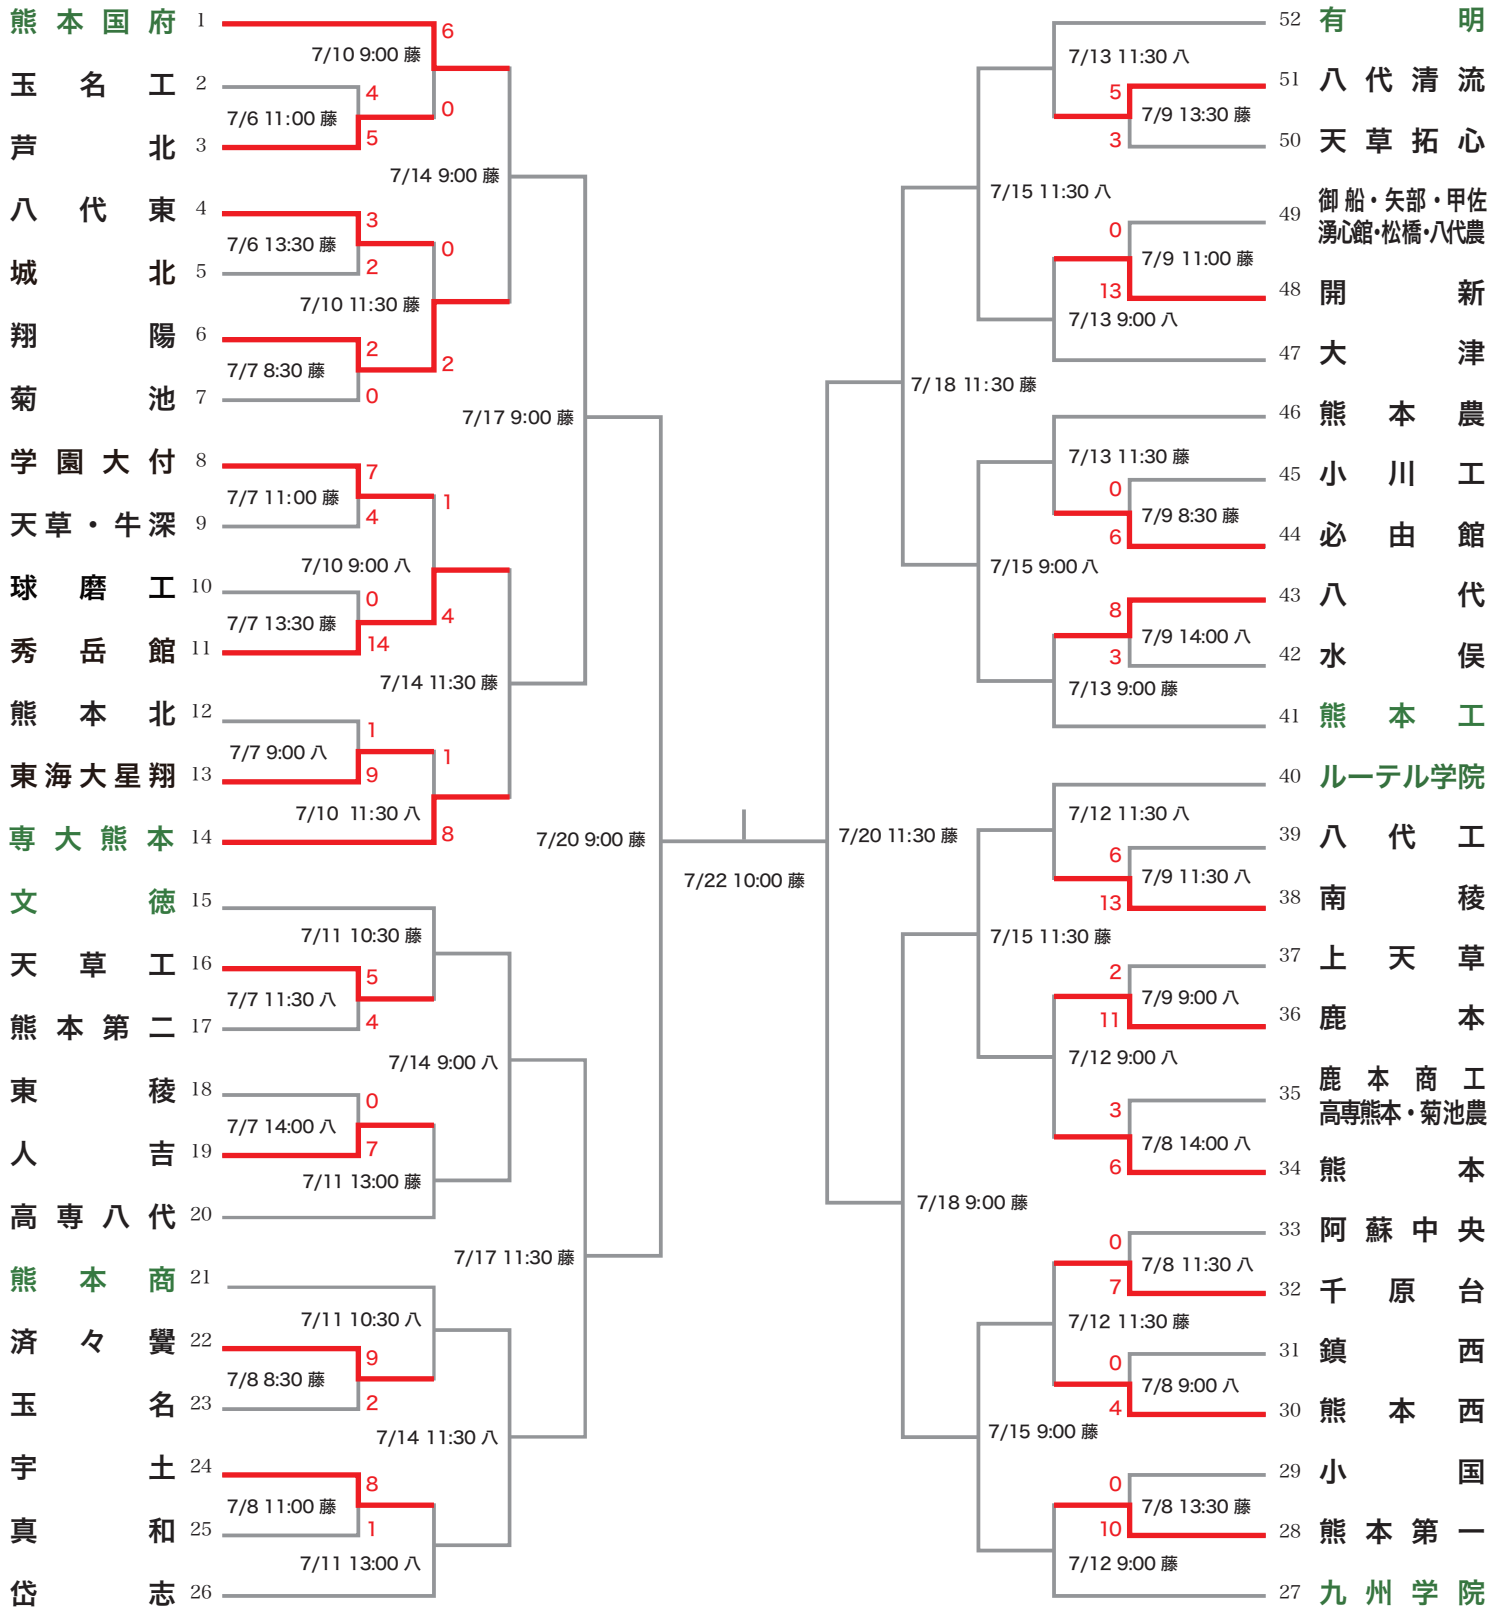 熊本国府 1
玉名工 2
芦北 3
八代東 4
城北 5
翔陽 6
菊池 7
学園大付 8
天草・牛深 9
球磨工 10
秀岳館 11
熊本北 12
東海大星翔 13
専大熊本 14
文徳 15
天草工 16
熊本第二 17
東稜 18
人吉 19
高専八代 20
熊本商 21
済々黌 22
玉名 23
宇土 24
真和 25
岱志 26
6
7/10 9:00 藤
4
7/6 11:00 藤
0
5
7/14 9:00 藤
3
7/6 13:30 藤
0
2
7/10 11:30 藤
2
7/7 8:30 藤
2
0
7/17 9:00 藤
7
7/7 11:00 藤
1
4
7/10 9:00 八
0
7/7 13:30 藤
4
14
7/14 11:30 藤
1
7/7 9:00 八
1
9
7/10 11:30 八
8
7/20 9:00 藤
7/11 10:30 藤
5
7/7 11:30 八
4
7/14 9:00 八
0
7/7 14:00 八
7
7/11 13:00 藤
7/17 11:30 藤
7/11 10:30 八
9
7/8 8:30 藤
2
7/14 11:30 八
8
7/8 11:00 藤
1
7/11 13:00 八
7/22 10:00 藤
52 有明
51 八代清流
50 天草拓心
49 御船・矢部・甲佐
湧心館・松橋・八代農
48 開新
47 大津
46 熊本農
45 小川工
44 必由館
43 八代
42 水俣
41 熊本工
40 ルーテル学院
39 八代工
38 南稜
37 上天草
36 鹿本
35 鹿本商工
高専熊本・菊池農
34 熊本
33 阿蘇中央
32 千原台
31 鎮西
30 熊本西
29 小国
28 熊本第一
27 九州学院
7/13 11:30 八
5
7/9 13:30 藤
3
7/15 11:30 八
0
7/9 11:00 藤
13
7/13 9:00 八
7/18 11:30 藤
7/13 11:30 藤
0
7/9 8:30 藤
6
7/15 9:00 八
8
7/9 14:00 八
3
7/13 9:00 藤
7/20 11:30 藤
7/12 11:30 八
6
7/9 11:30 八
13
7/15 11:30 藤
2
7/9 9:00 八
11
7/12 9:00 八
3
7/8 14:00 八
6
7/18 9:00 藤
0
7/8 11:30 八
7
7/12 11:30 藤
0
7/8 9:00 八
4
7/15 9:00 藤
0
7/8 13:30 藤
10
7/12 9:00 藤